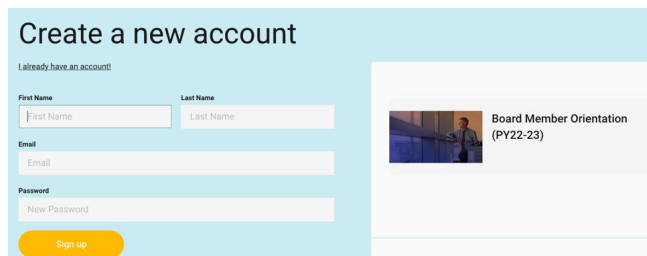 Create a new account
I already have an account!
First Name
Last Name
First Name
Last Name
Email
Email
Password
New Password
Sign up
Board Member Orientation
(PY22-23)